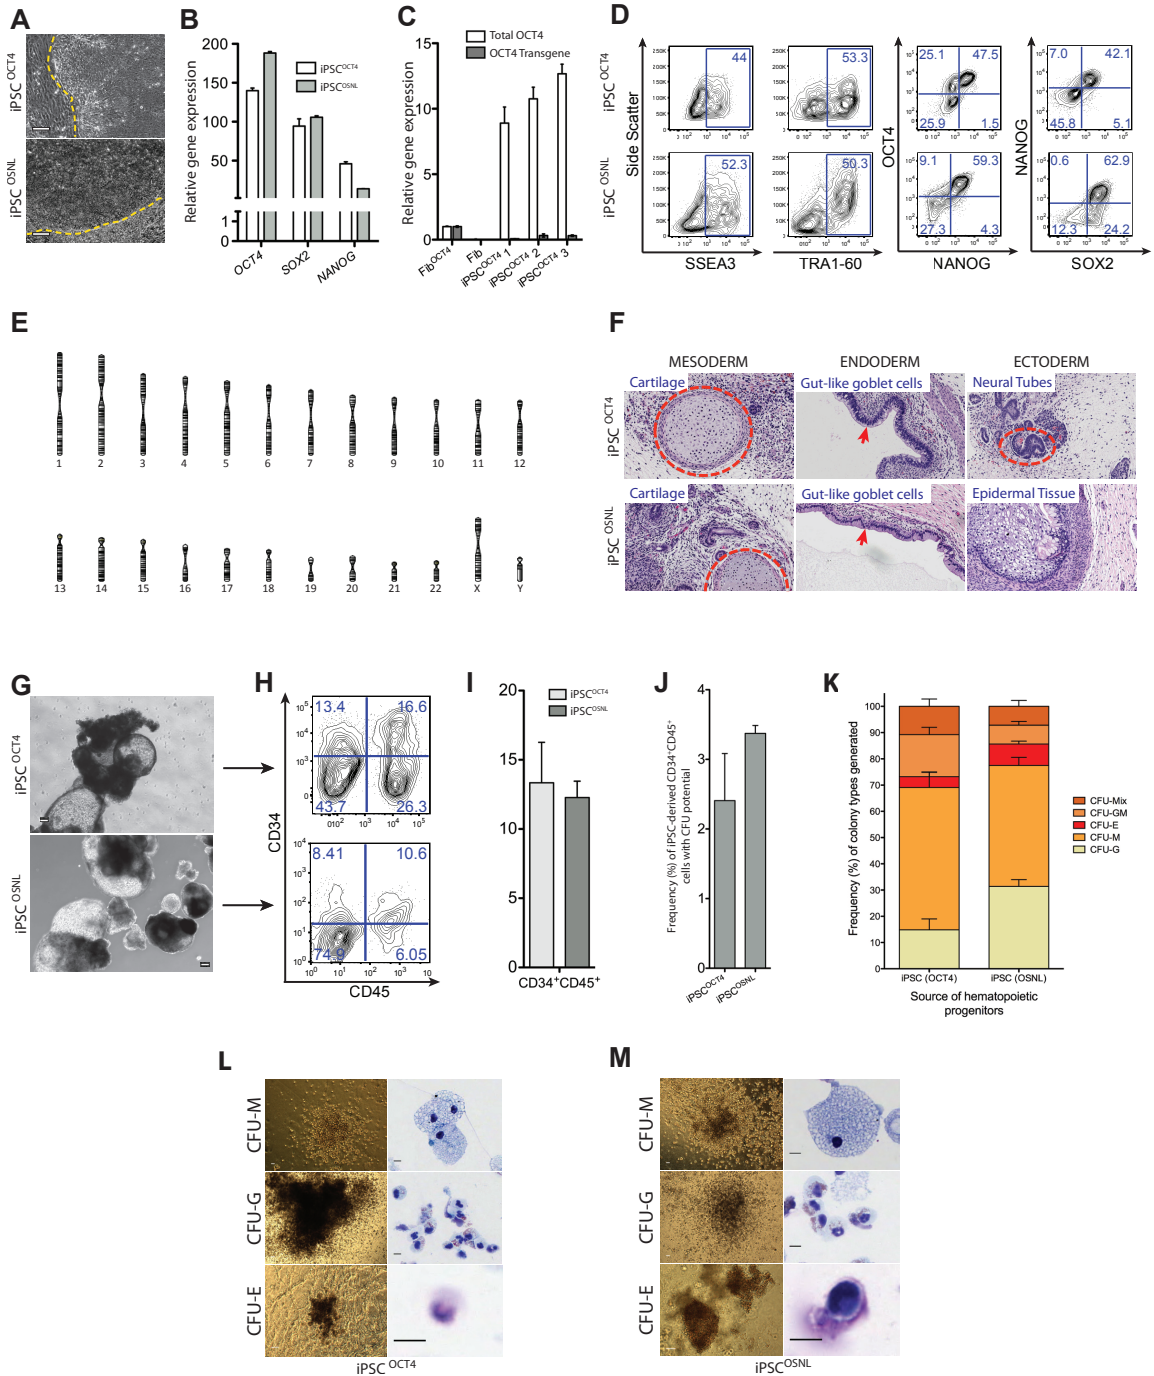 A
iPSC OCT4
iPSC OSNL
B
Relative gene expression
200
150
100
50
1
0
iPSC OCT4
iPSC OSNL
OCT4
SOX2
NANOG
C
Relative gene expression
15
10
5
0
Total OCT4
OCT4 Transgene
Fib OCT4
Fib
iPSC OCT4 1
iPSC OCT4 2
iPSC OCT4 3
D
iPSC OCT4
iPSC OSNL
Side Scatter
44
53.3
52.3
50.3
SSEA3
TRA1-60
OCT4
25.1 47.5
25.9 1.5
9.1 59.3
27.3 4.3
NANOG
NANOG
7.0 42.1
45.8 5.1
0.6 62.9
12.3 24.2
SOX2
E
1 2 3 4 5 6 7 8 9 10 11 12
13 14 15 16 17 18 19 20 21 22 X Y
F
MESODERM ENDODERM ECTODERM
iPSC OCT4
Cartilage Gut-like goblet cells Neural Tubes
iPSC OSNL
Cartilage Gut-like goblet cells Epidermal Tissue
G
iPSC OCT4
iPSC OSNL
H
CD34
13.4 16.6
43.7 26.3
8.41 10.6
74.9 6.05
CD45
I
20
15
10
5
0
iPSC OCT4
iPSC OSNL
CD34+CD45+
J
Frequency (%) of iPSC-derived CD34+CD45+
cells with CFU potential
4
3
2
1
0
iPSC OCT4
iPSC OSNL
K
Frequency (%) of colony types generated
100
90
80
70
60
50
40
30
20
10
0
iPSC (OCT4) iPSC (OSNL)
Source of hematopoietic
progenitors
CFU-Mix
CFU-GM
CFU-E
CFU-M
CFU-G
L
CFU-M
CFU-G
CFU-E
iPSC OCT4
M
CFU-M
CFU-G
CFU-E
iPSC OSNL